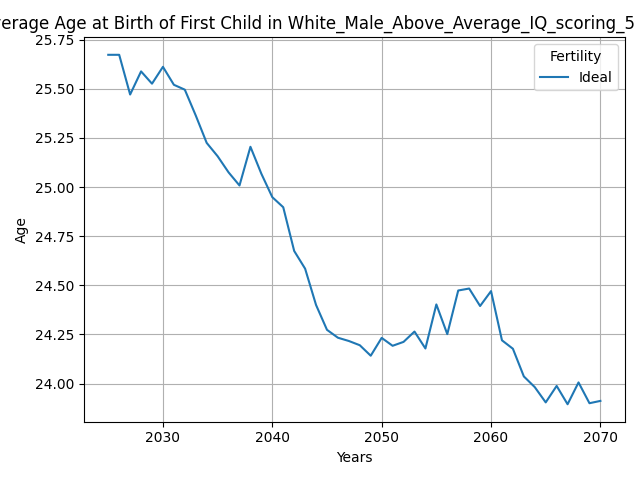 verage Age at Birth of First Child in White_Male_Above_Average_IQ_scoring_5
25.75
25.50
25.25
25.00
24.75
24.50
24.25
24.00
Age
Fertility
Ideal
2030 2040 2050 2060 2070
Years